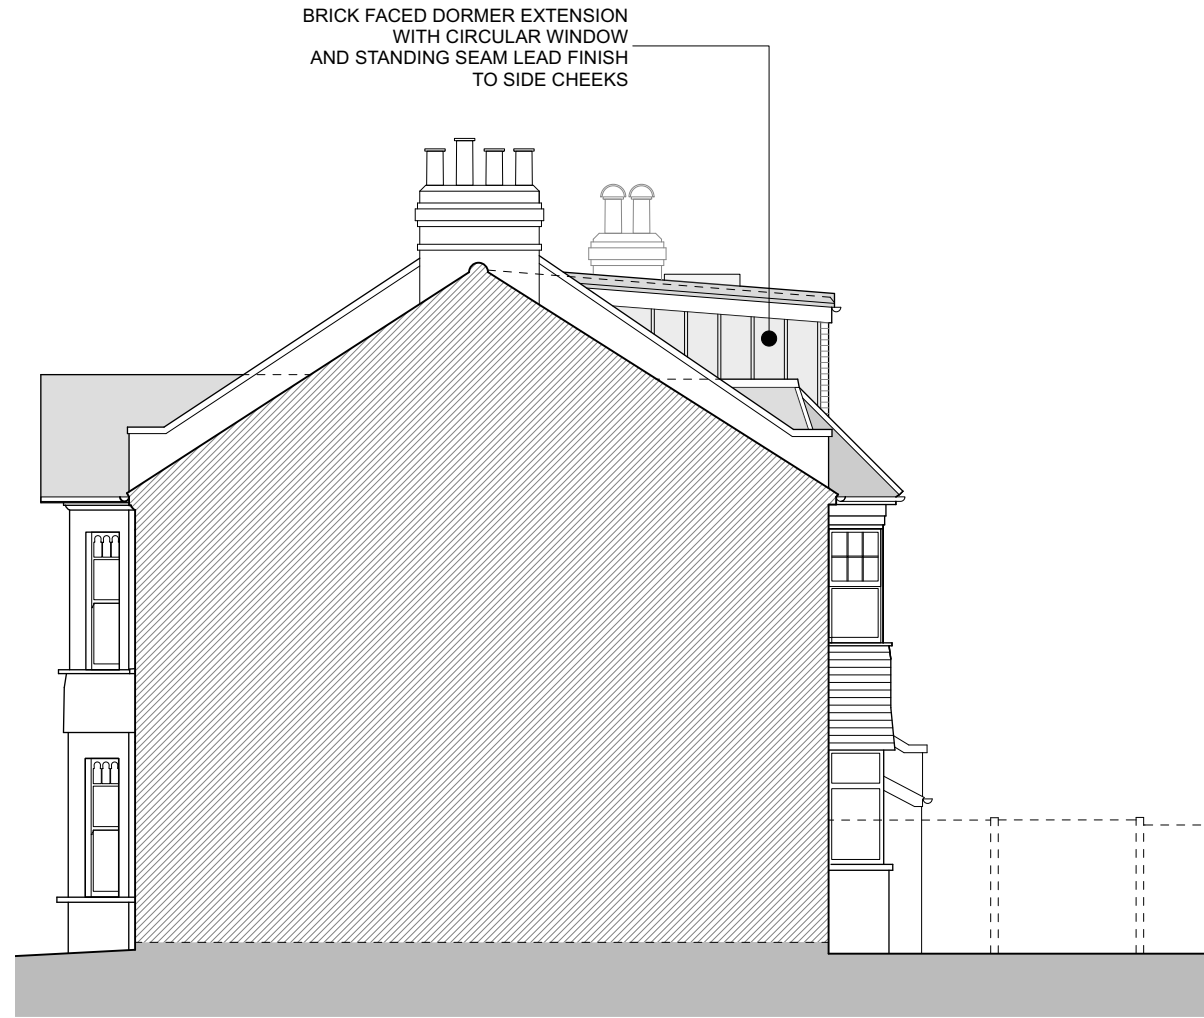 BRICK FACED DORMER EXTENSION
WITH CIRCULAR WINDOW
AND STANDING SEAM LEAD FINISH
TO SIDE CHEEKS